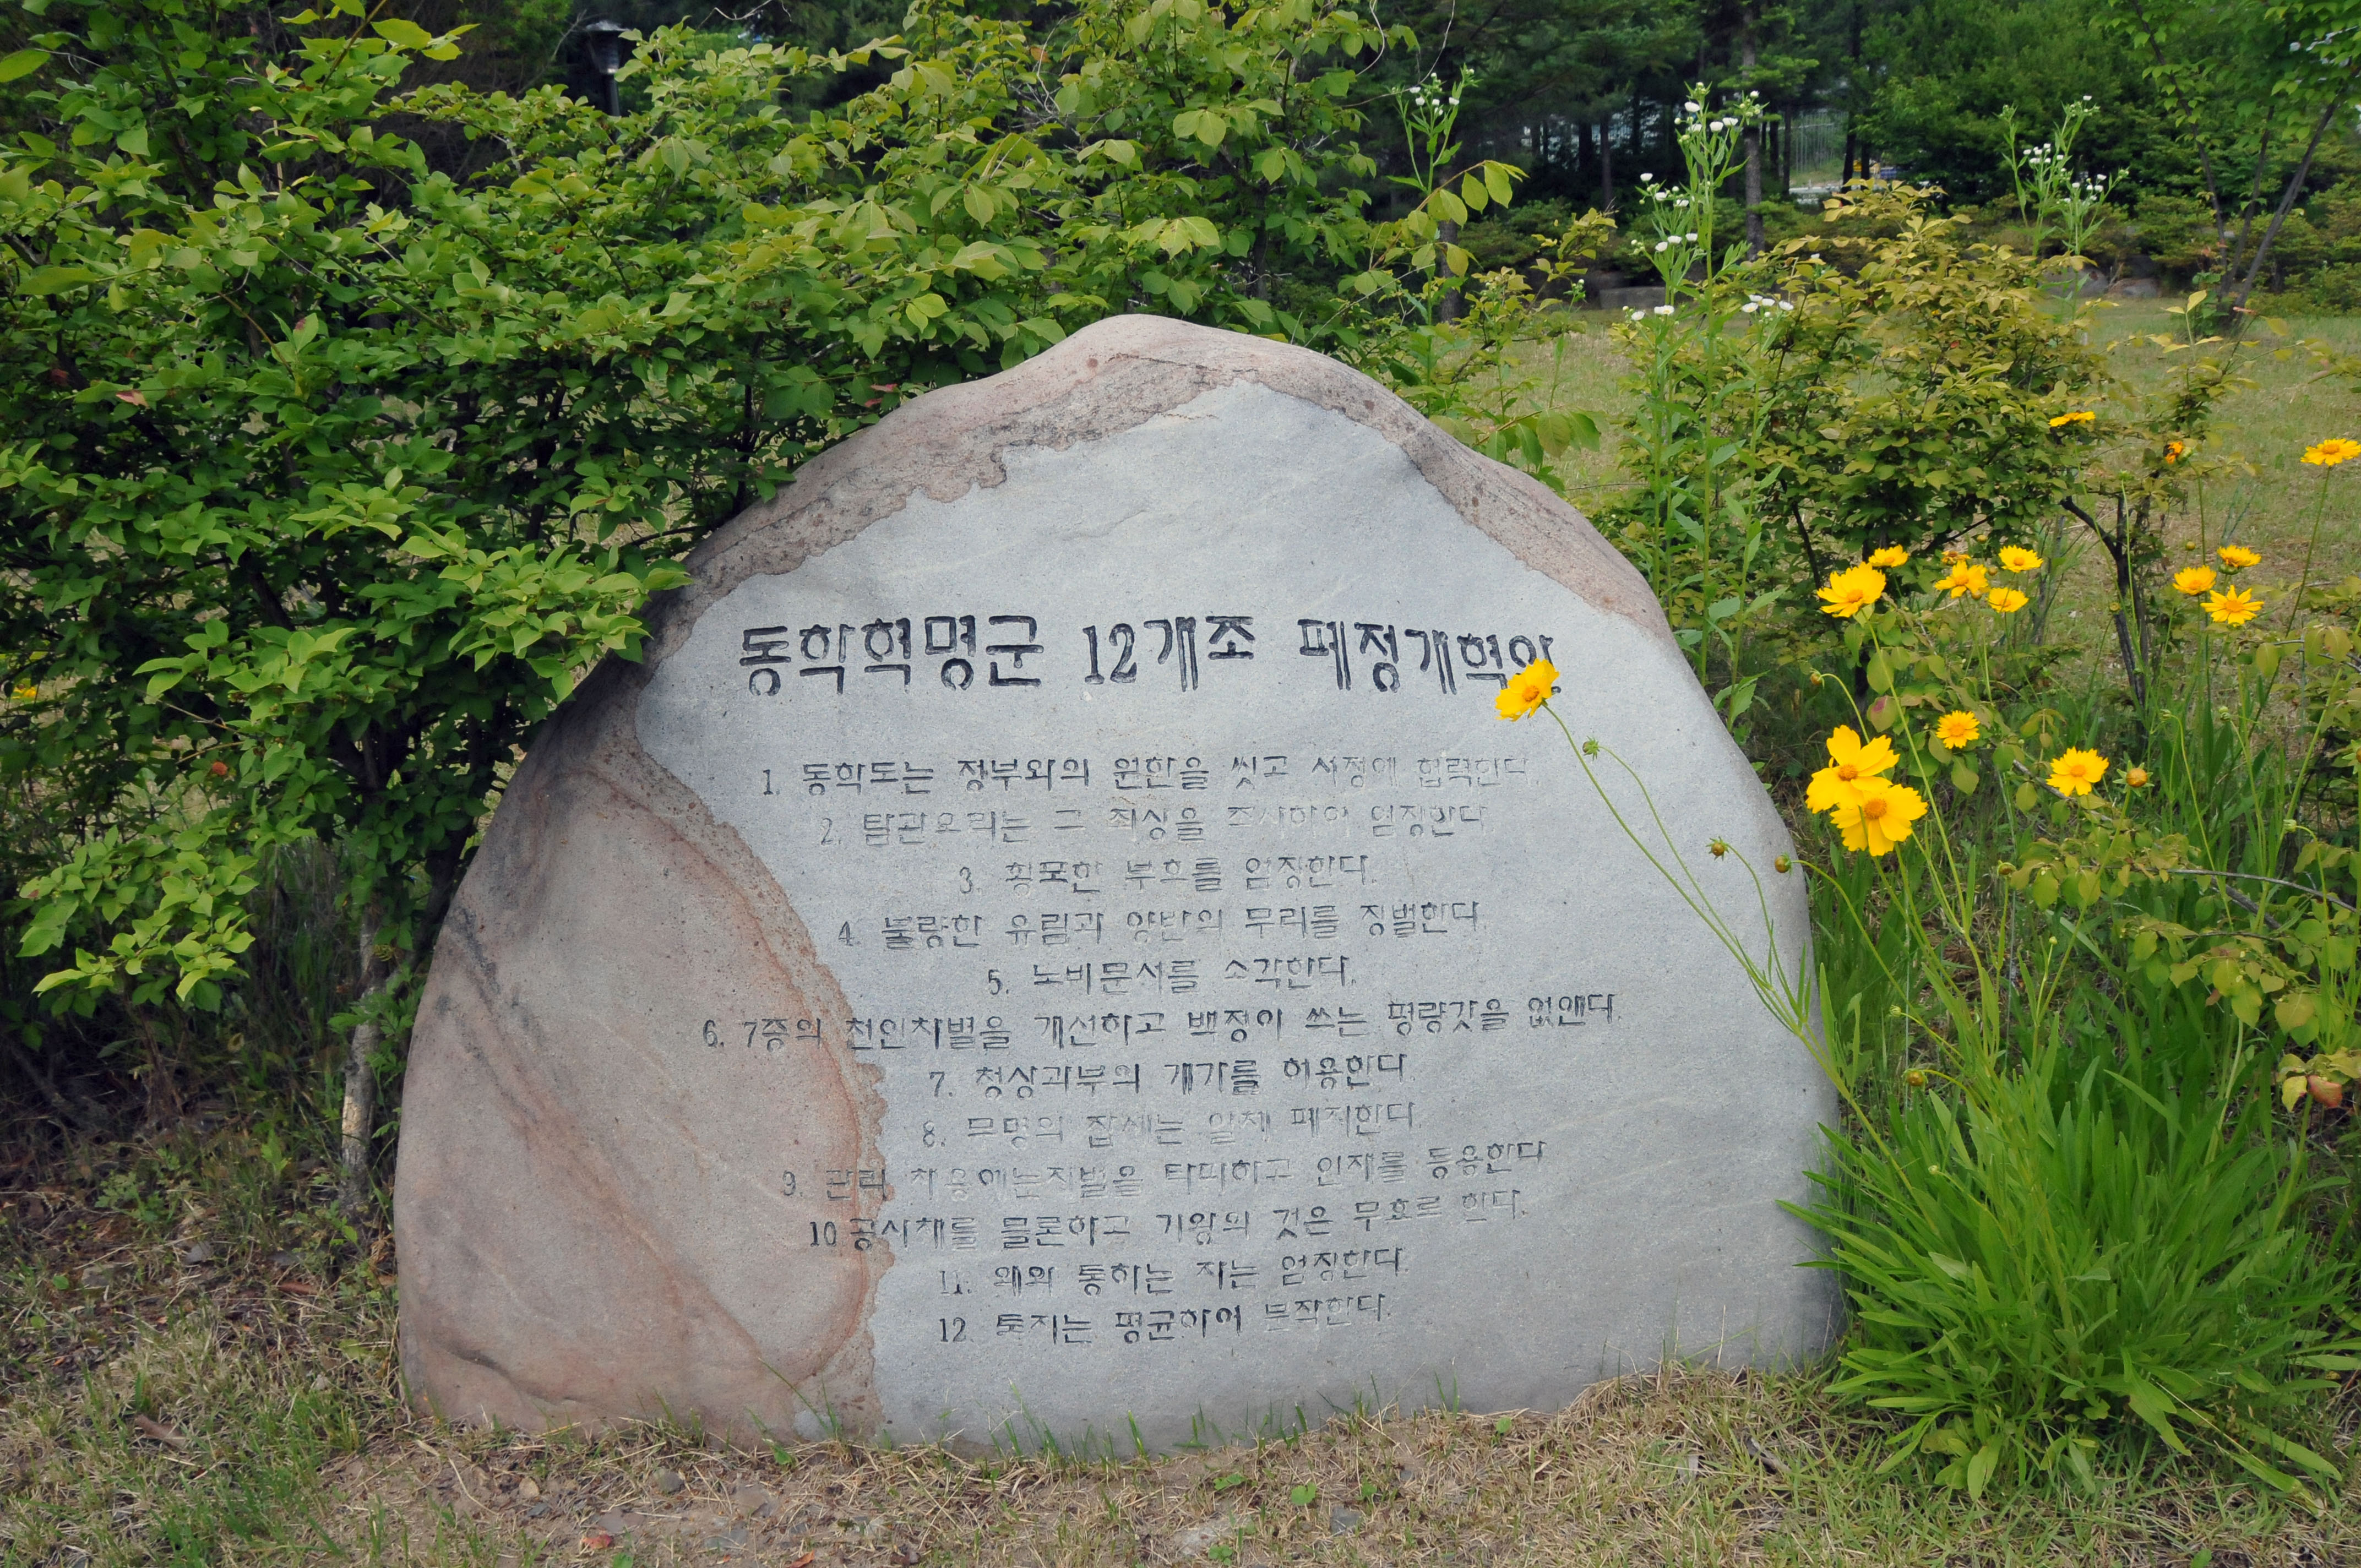 동학혁명군 12개조 폐정개혁안
1. 동학도는 정부와의 원한을 씻고 서정에 협력한다.
2. 탐관오리는 그 죄상을 조사하여 엄징한다.
3. 횡포한 부호를 엄징한다.
4. 불량한 유림과 양반의 무리를 징벌한다.
5. 노비문서를 소각한다.
6. 7종의 천인차별을 개선하고 백정이 쓰는 평량갓을 없앤다.
7. 청상과부의 개가를 허용한다.
8. 무명의 잡세는 일체 폐지한다.
9. 관리 채용에는지벌을 타파하고 인재를 등용한다.
10 공사채를 물론하고 기왕의 것은 무효로 한다.
11. 왜와 통하는 자는 엄징한다.
12. 토지는 평균하여 분작한다.